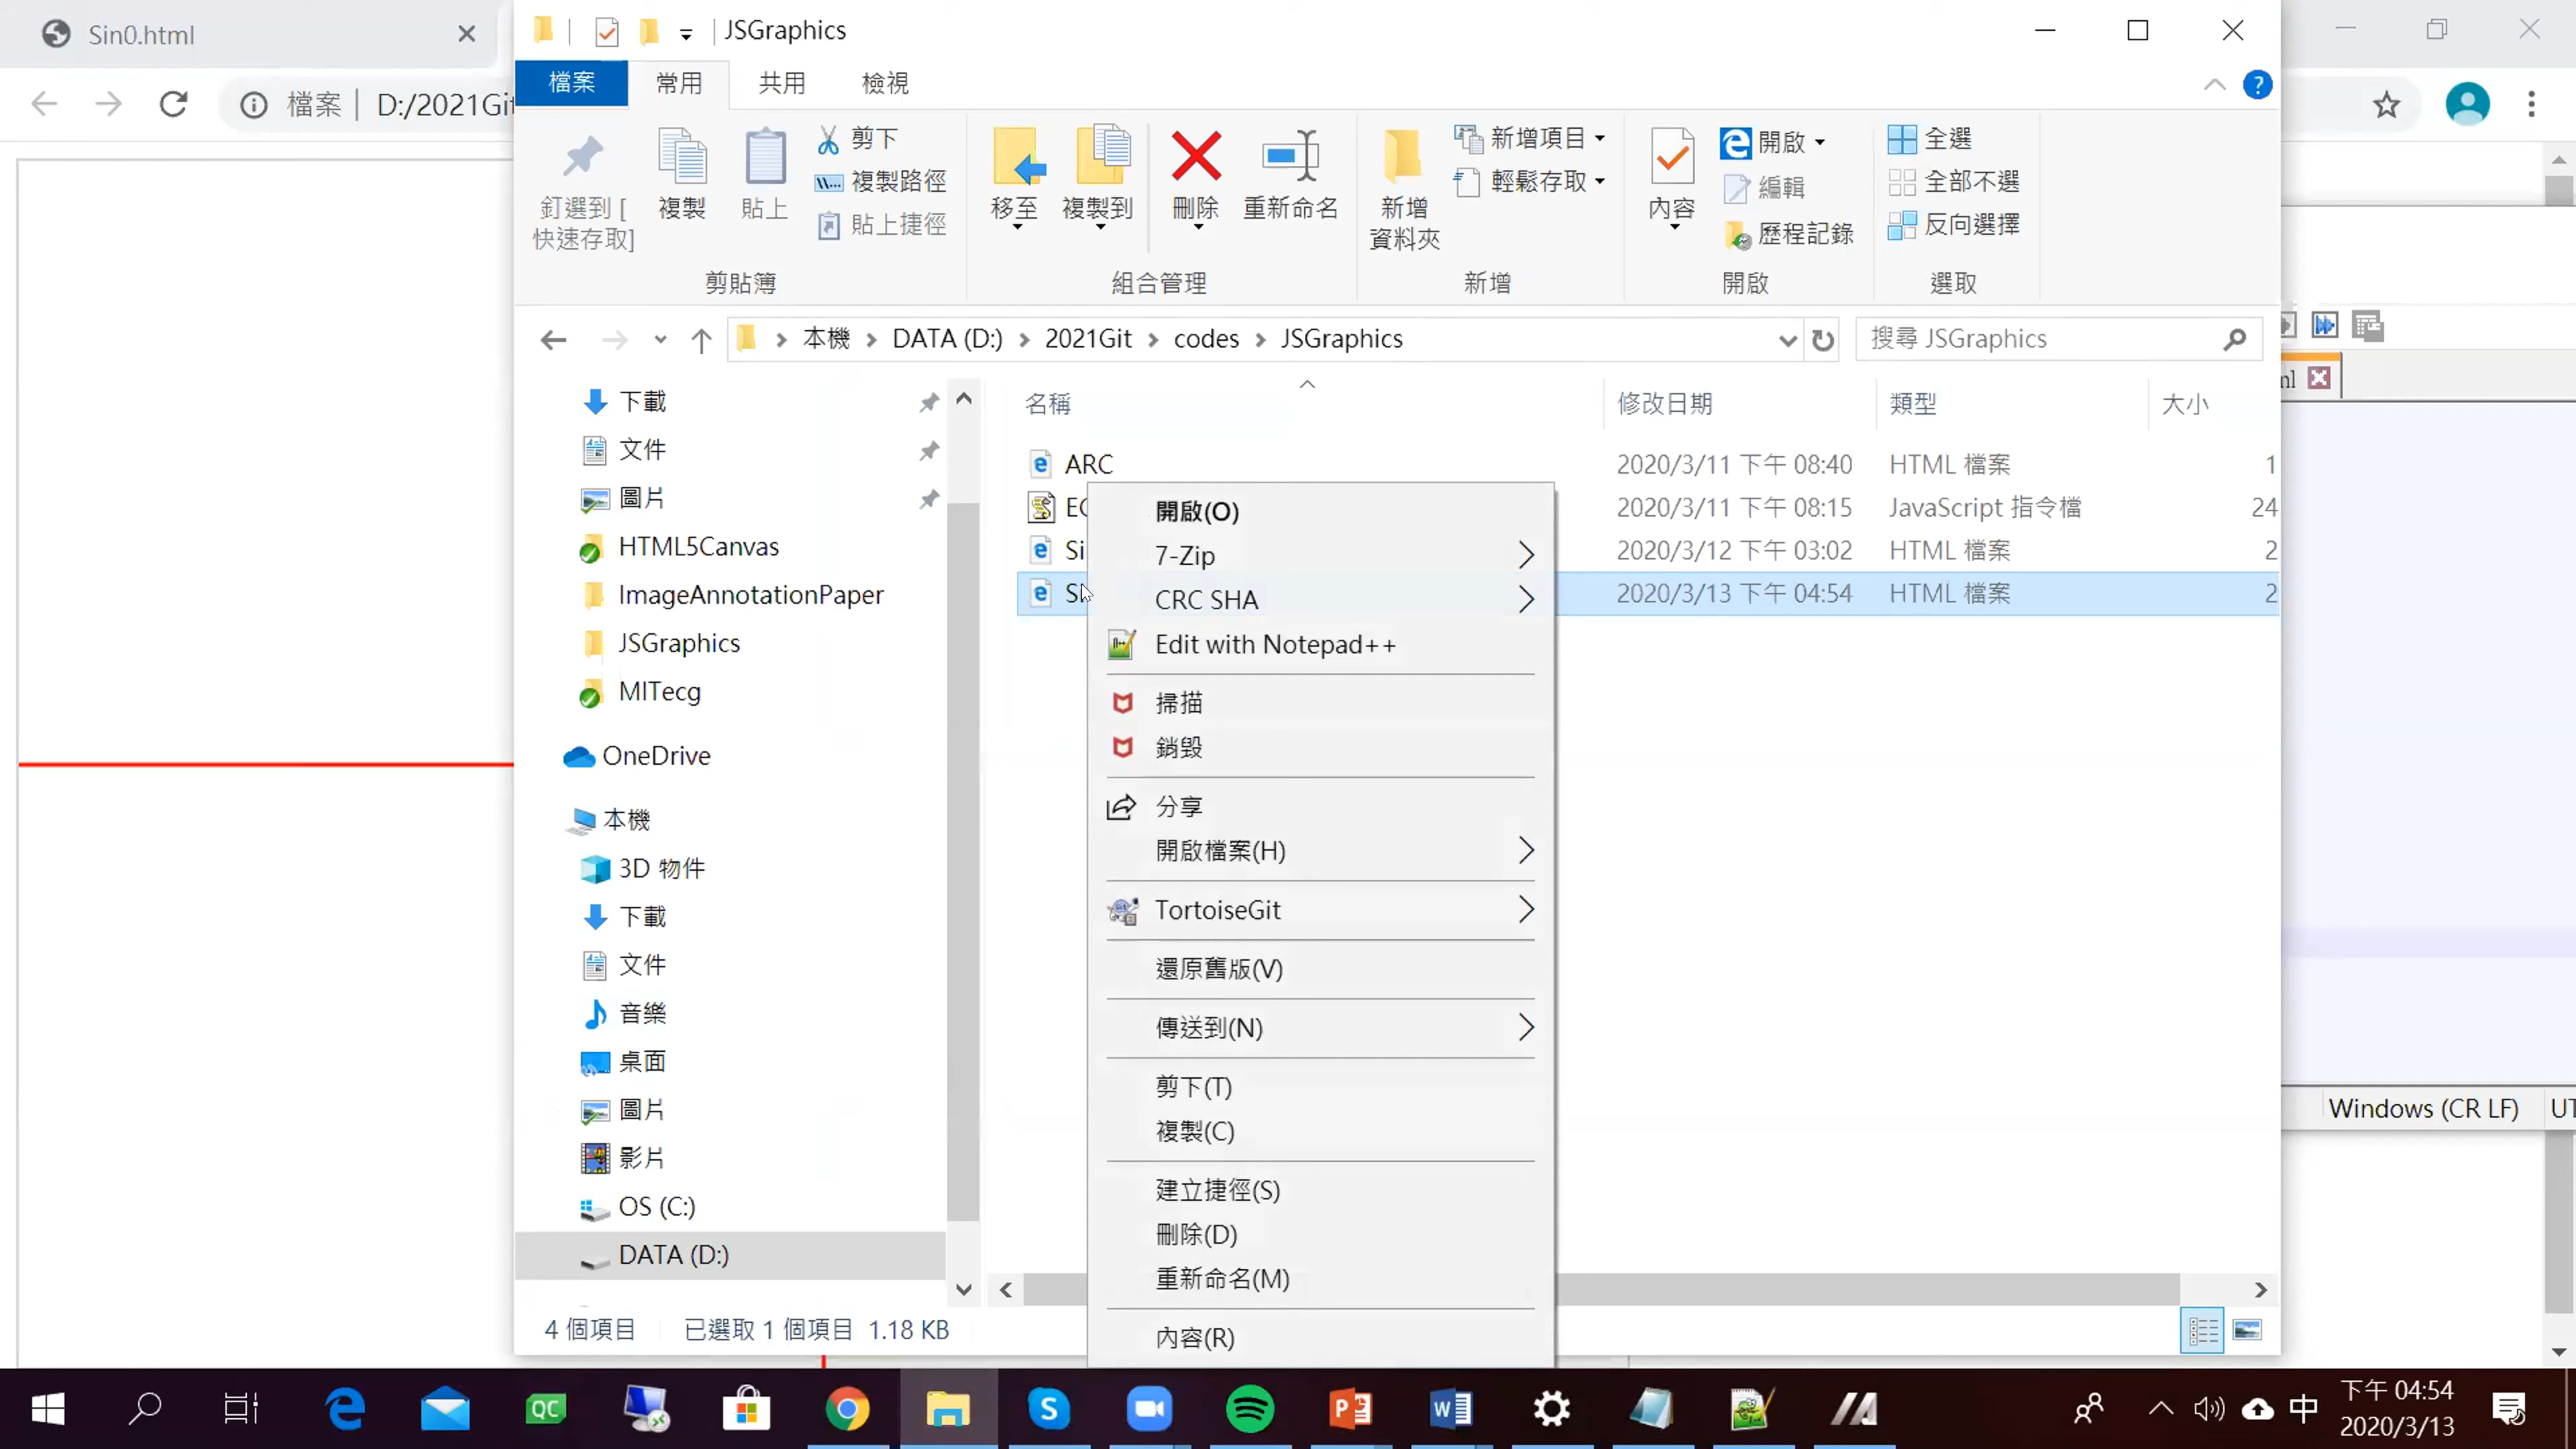 Sin0.html
JSGraphics
檔案 常用 共用 檢視
檔案 D:/2021Git
釘選到 [
快速存取]
複製
貼上
剪下
複製路徑
貼上捷徑
剪貼簿
移至
複製到
刪除
重新命名
組合管理
新增
資料夾
新增項目
輕鬆存取
新增
內容
開啟
編輯
歷程記錄
開啟
全選
全部不選
反向選擇
選取
本機 DATA (D:) 2021Git codes JSGraphics
搜尋 JSGraphics
下載
文件
圖片
HTML5Canvas
ImageAnnotationPaper
JSGraphics
MITecg
OneDrive
本機
3D 物件
下載
文件
音樂
桌面
圖片
影片
OS (C:)
DATA (D:)
名稱 修改日期 類型 大小
ARC 2020/3/11 下午 08:40 HTML 檔案 1
2020/3/11 下午 08:15 JavaScript 指令檔 24
Si 2020/3/12 下午 03:02 HTML 檔案 2
2020/3/13 下午 04:54 HTML 檔案 2
開啟(O)
7-Zip
CRC SHA
Edit with Notepad++
掃描
銷毀
分享
開啟檔案(H)
TortoiseGit
還原舊版(V)
傳送到(N)
剪下(T)
複製(C)
建立捷徑(S)
刪除(D)
重新命名(M)
內容(R)
4 個項目 已選取 1 個項目 1.18 KB
Windows (CR LF)
QC
中
下午 04:54
2020/3/13